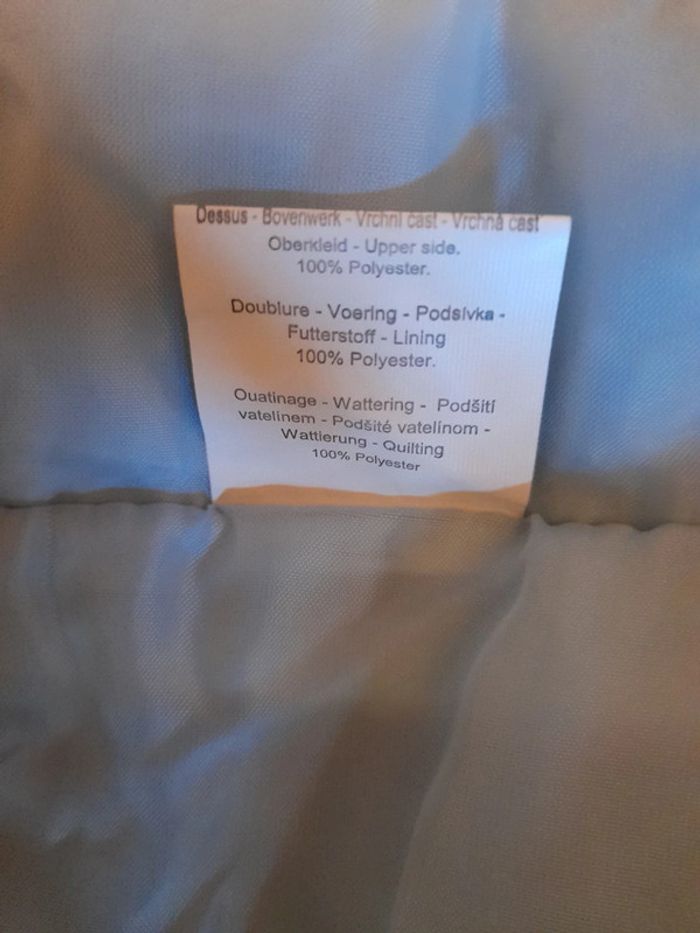 Dessus - Bovenwerk - Vrchní část - Vrchná časť
Oberkleid - Upper side.
100% Polyester.
Doublure - Voering - Podsivka -
Futterstoff - Lining
100% Polyester.
Ouatinage - Wattering - Podšití
vatelínem - Podšité vatelínom -
Wattierung - Quilting
100% Polyester